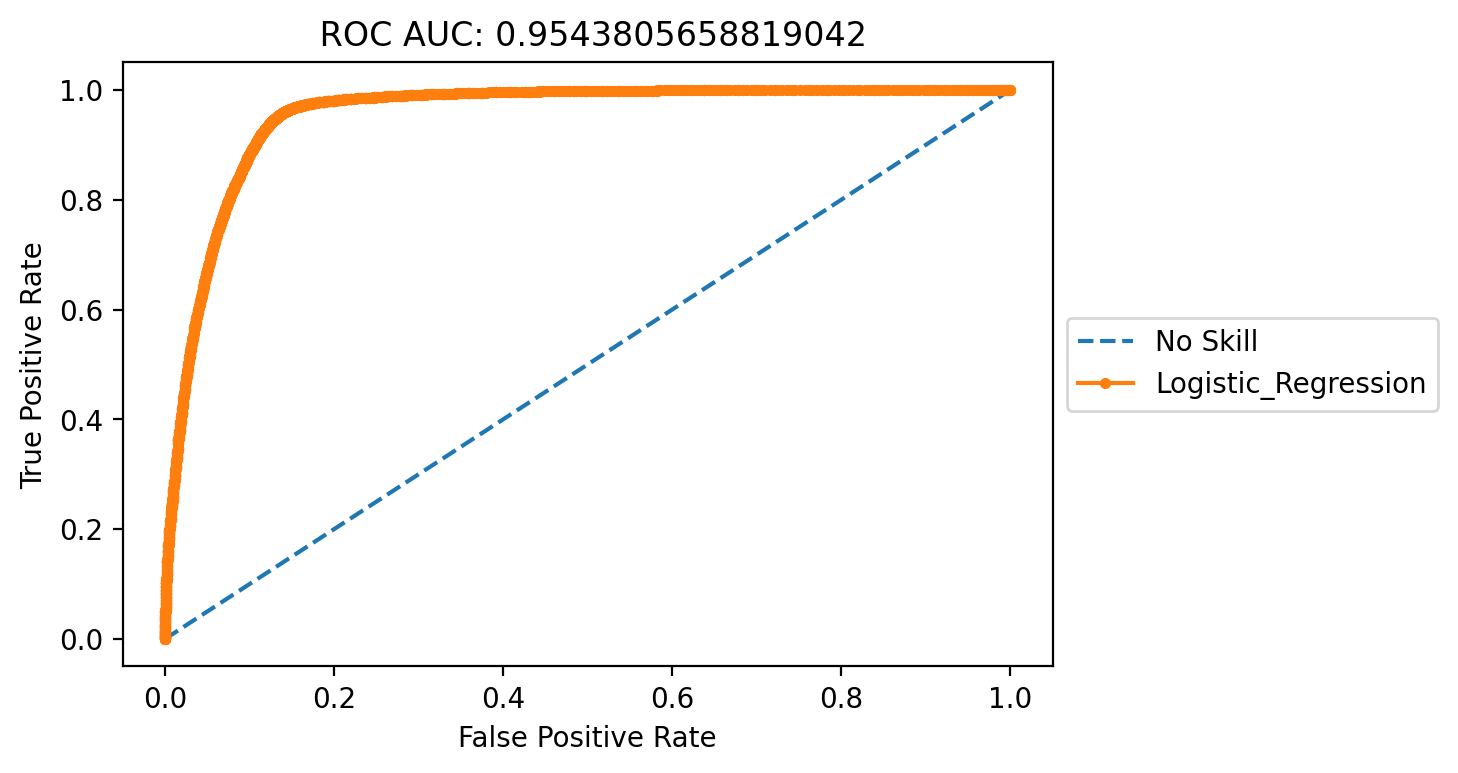 ROC AUC: 0.9543805658819042
1.0
0.8
0.6
0.4
0.2
0.0
True Positive Rate
0.0 0.2 0.4 0.6 0.8 1.0
False Positive Rate
No Skill
Logistic_Regression